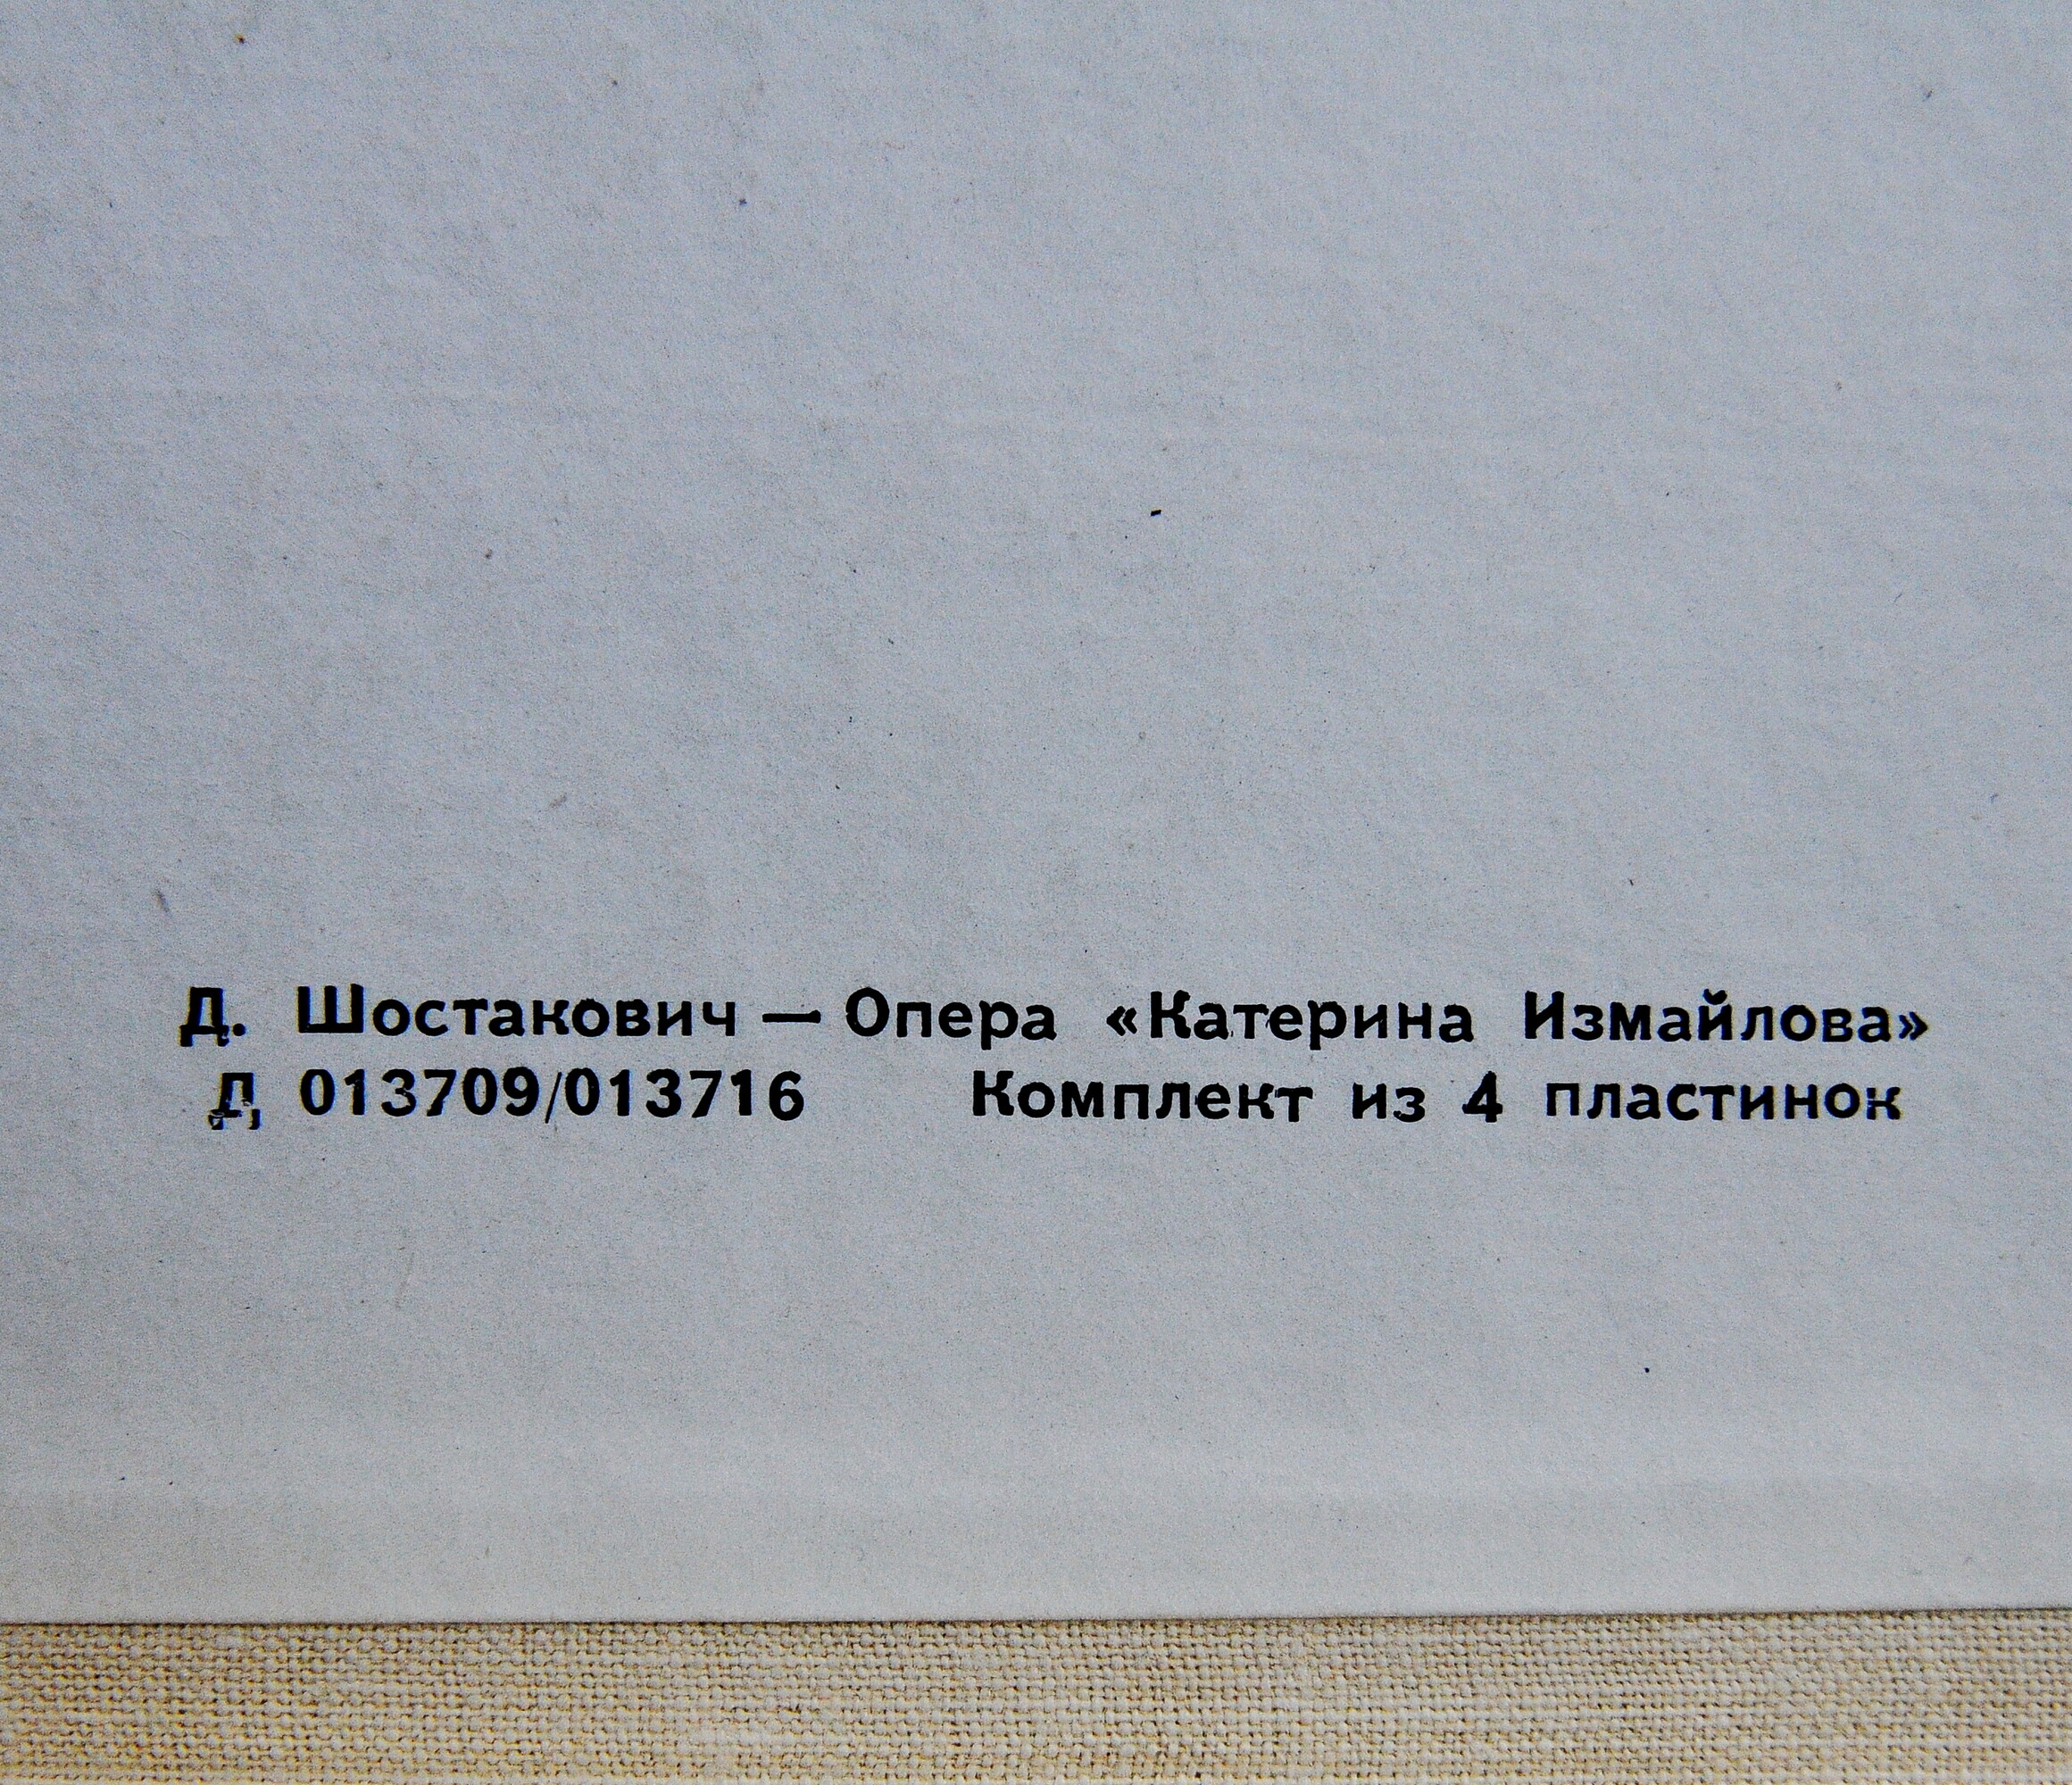 Д. Шостакович — Опера «Катерина Измайлова»
Д 013709/013716 Комплект из 4 пластинок